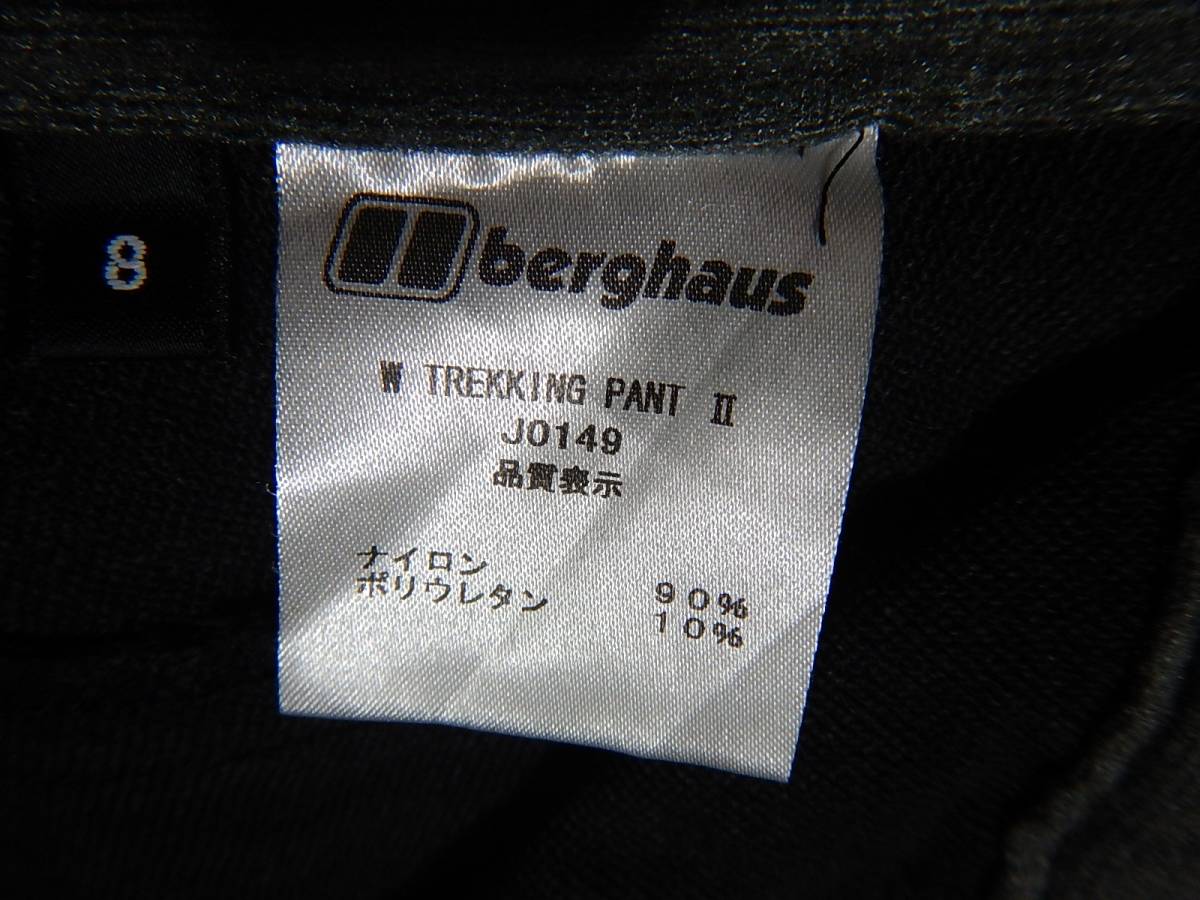 8
berghaus
W TREKKING PANT Ⅱ
J0149
品質表示
ナイロン 90%
ポリウレタン 10%